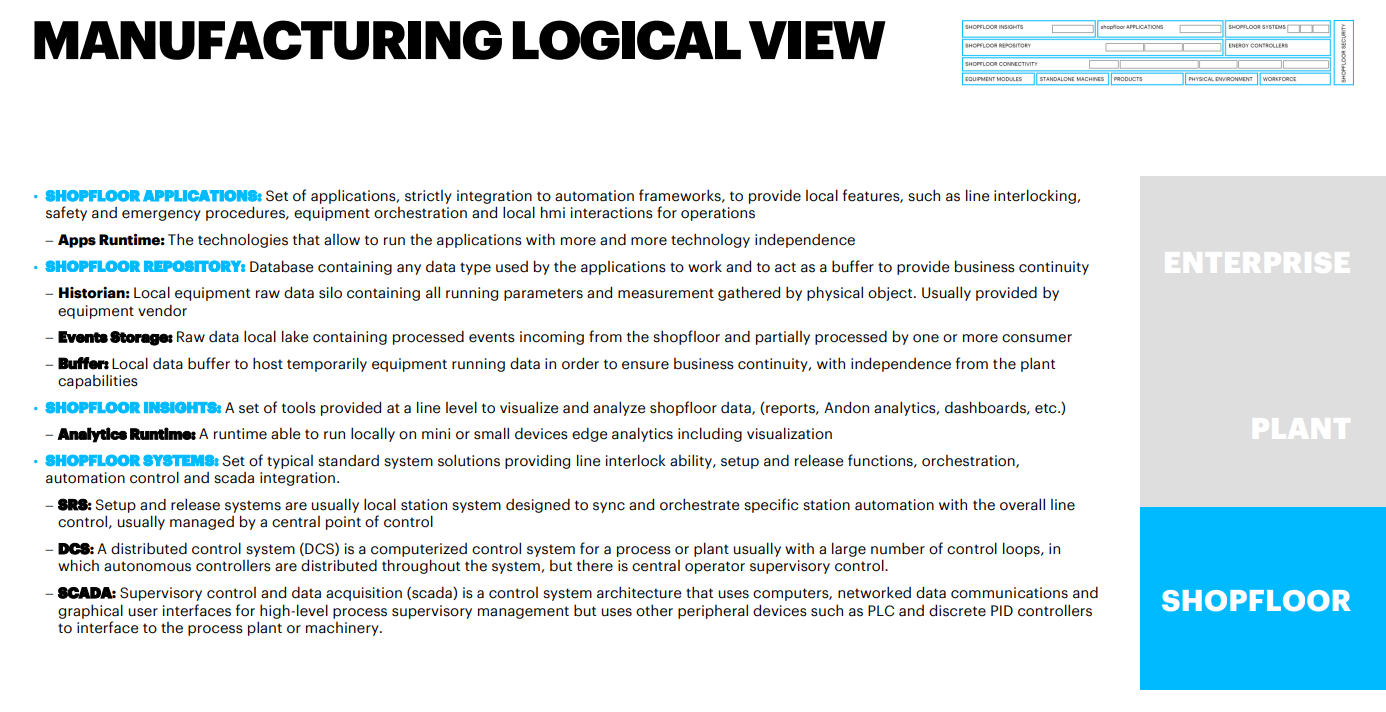 MANUFACTURING LOGICAL VIEW
SHOPFLOOR INSIGHTS
shopfloor APPLICATIONS
SHOPFLOOR SYSTEMS
SHOPFLOOR REPOSITORY
ENERGY CONTROLLERS
SHOPFLOOR CONNECTIVITY
EQUIPMENT MODULES
STANDALONE MACHINES
PRODUCTS
PHYSICAL ENVIRONMENT
WORKFORCE
SHOPFLOOR SECURITY
• SHOPFLOOR APPLICATIONS: Set of applications, strictly integration to automation frameworks, to provide local features, such as line interlocking,
safety and emergency procedures, equipment orchestration and local hmi interactions for operations
– Apps Runtime: The technologies that allow to run the applications with more and more technology independence
• SHOPFLOOR REPOSITORY: Database containing any data type used by the applications to work and to act as a buffer to provide business continuity
– Historian: Local equipment raw data silo containing all running parameters and measurement gathered by physical object. Usually provided by
equipment vendor
– Events Storage: Raw data local lake containing processed events incoming from the shopfloor and partially processed by one or more consumer
– Buffer: Local data buffer to host temporarily equipment running data in order to ensure business continuity, with independence from the plant
capabilities
• SHOPFLOOR INSIGHTS: A set of tools provided at a line level to visualize and analyze shopfloor data, (reports, Andon analytics, dashboards, etc.)
– Analytics Runtime: A runtime able to run locally on mini or small devices edge analytics including visualization
• SHOPFLOOR SYSTEMS: Set of typical standard system solutions providing line interlock ability, setup and release functions, orchestration,
automation control and scada integration.
– SRS: Setup and release systems are usually local station system designed to sync and orchestrate specific station automation with the overall line
control, usually managed by a central point of control
– DCS: A distributed control system (DCS) is a computerized control system for a process or plant usually with a large number of control loops, in
which autonomous controllers are distributed throughout the system, but there is central operator supervisory control.
– SCADA: Supervisory control and data acquisition (scada) is a control system architecture that uses computers, networked data communications and
graphical user interfaces for high-level process supervisory management but uses other peripheral devices such as PLC and discrete PID controllers
to interface to the process plant or machinery.
ENTERPRISE
PLANT
SHOPFLOOR